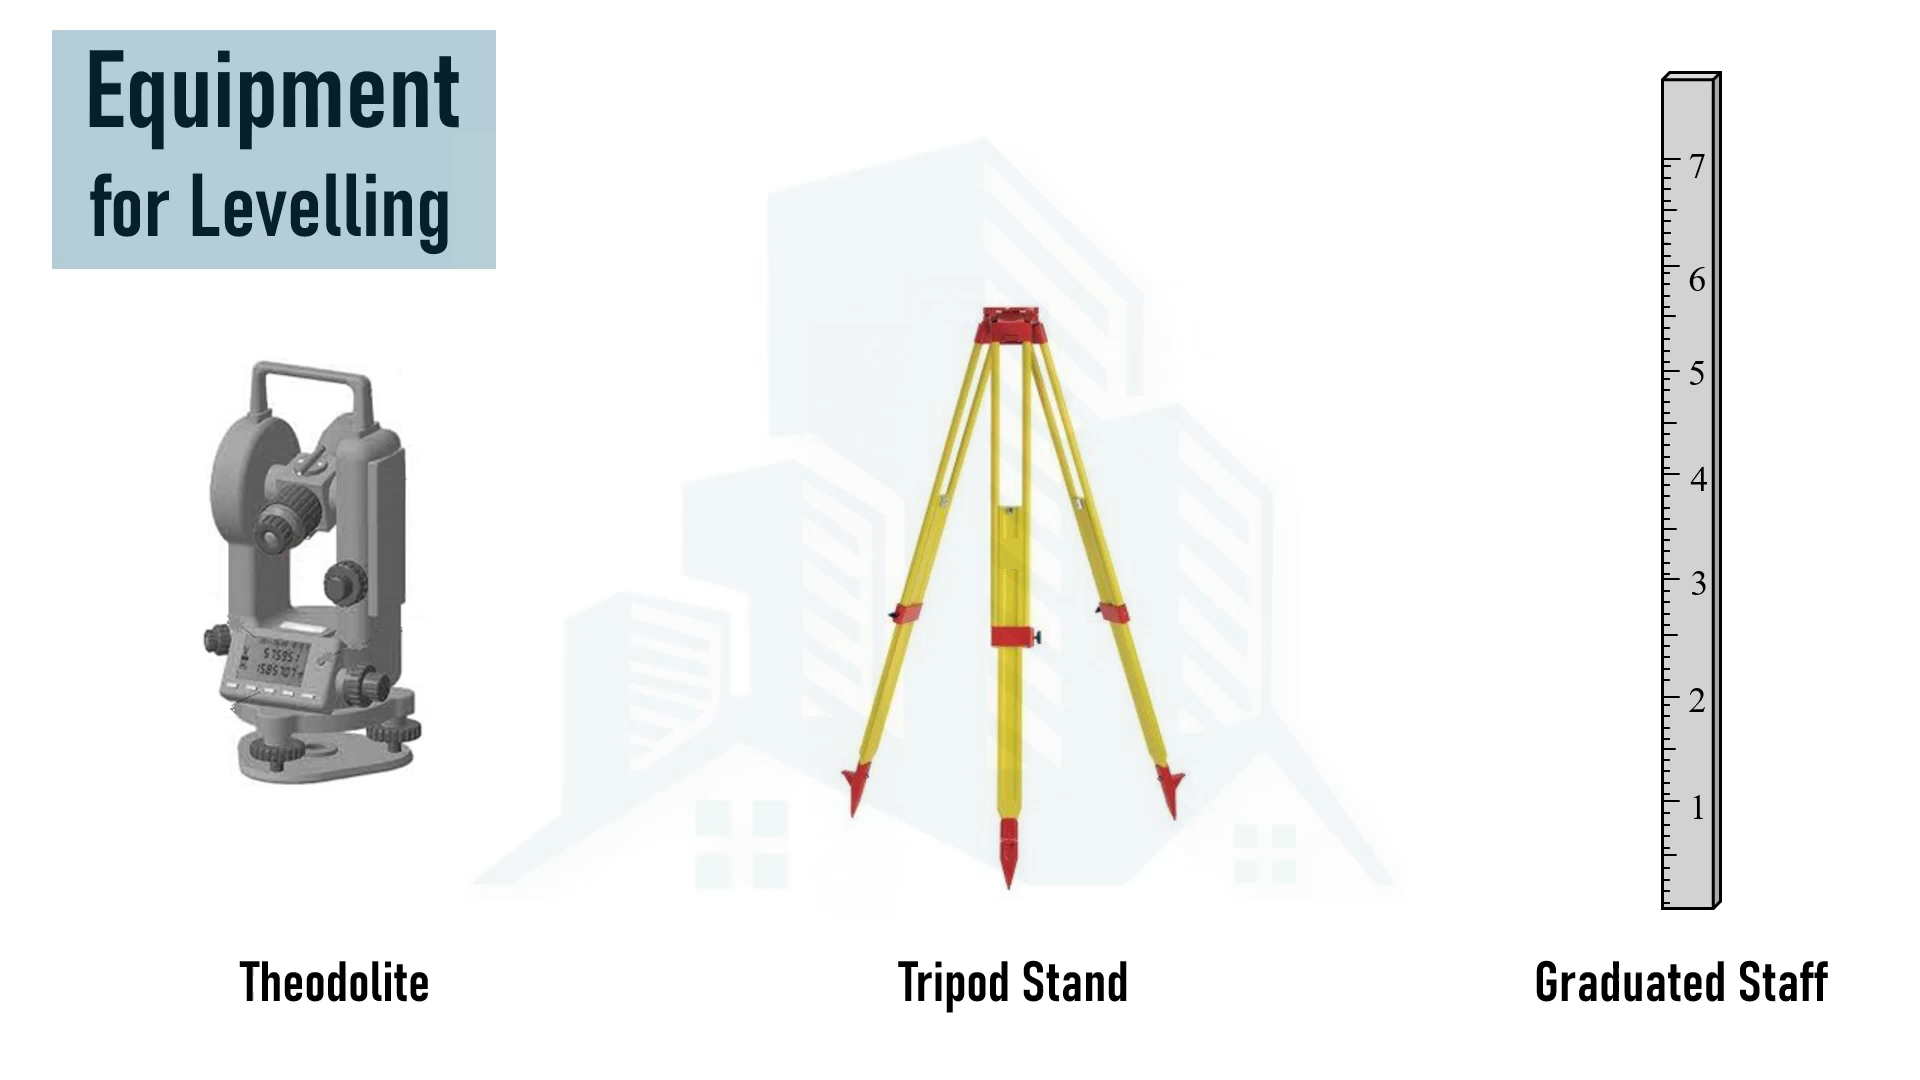 Equipment
for Levelling
7
6
5
4
3
2
1
Theodolite
Tripod Stand
Graduated Staff